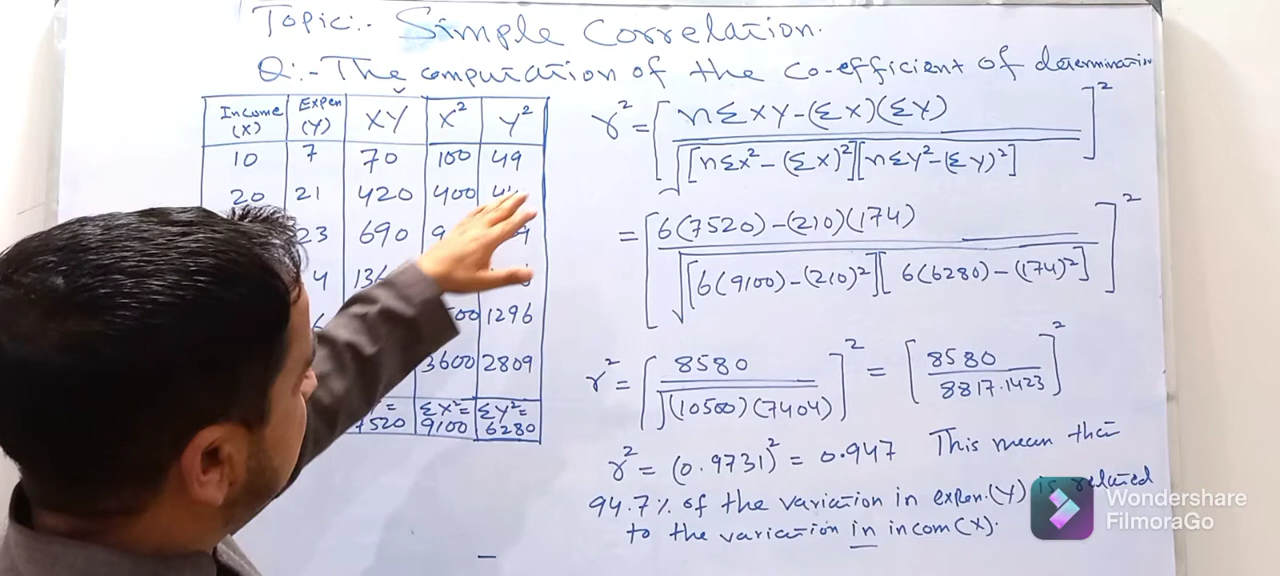 Topic:- Simple Correlation.
Q:- The computation of the Co-efficient of determination
Income (X) Expen (Y) XY X² Y²
10 7 70 100 49
20 21 420 400
23 690
1296
3600 2809
7520 ΣX²= 9100 ΣY²= 6280
r² = [ nΣXY-(ΣX)(ΣY) / √[nΣX²-(ΣX)²][nΣY²-(ΣY)²] ]²
= [ 6(7520)-(210)(174) / √[6(9100)-(210)²][6(6280)-(174)²] ]²
r² = [ 8580 / √(10500)(7404) ]² = [ 8580 / 8817.1423 ]²
r² = (0.9731)² = 0.947 This mean that
94.7% of the variation in expen.(Y) is related
to the variation in incom(X).
Wondershare
FilmoraGo